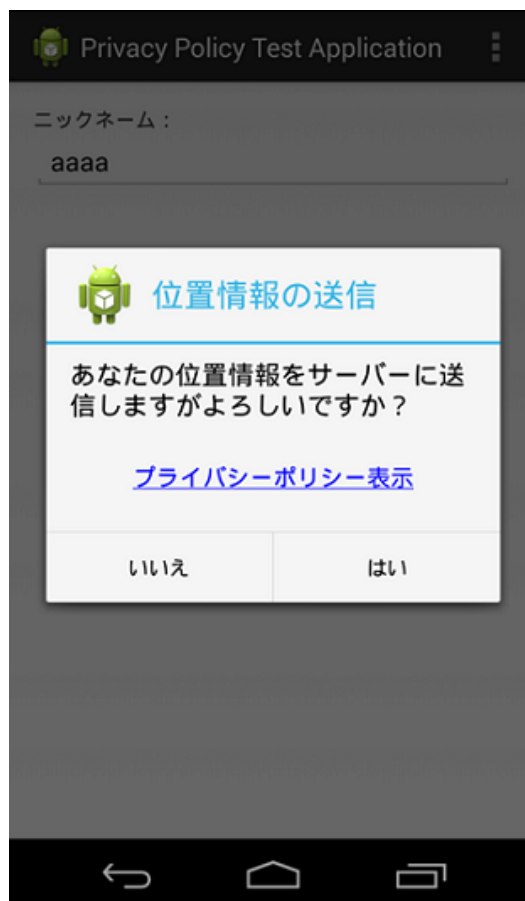 Privacy Policy Test Application
ニックネーム：
aaaa
位置情報の送信
あなたの位置情報をサーバーに送
信しますがよろしいですか？
プライバシーポリシー表示
いいえ
はい